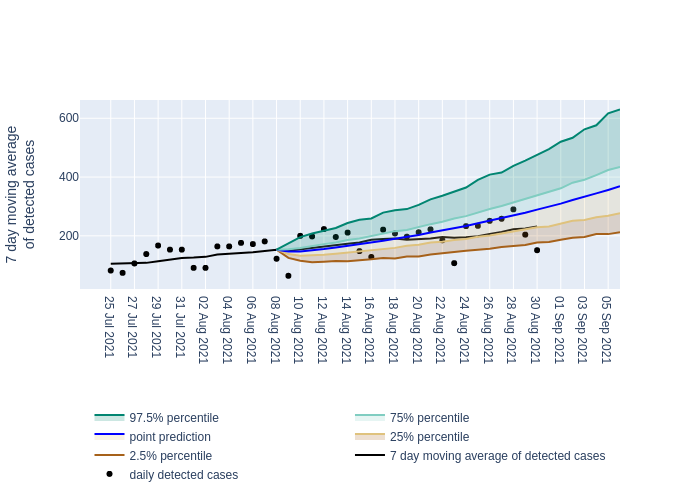 7 day moving average
of detected cases
600
400
200
25 Jul 2021
27 Jul 2021
29 Jul 2021
31 Jul 2021
02 Aug 2021
04 Aug 2021
06 Aug 2021
08 Aug 2021
10 Aug 2021
12 Aug 2021
14 Aug 2021
16 Aug 2021
18 Aug 2021
20 Aug 2021
22 Aug 2021
24 Aug 2021
26 Aug 2021
28 Aug 2021
30 Aug 2021
01 Sep 2021
03 Sep 2021
05 Sep 2021
97.5% percentile
75% percentile
point prediction
25% percentile
2.5% percentile
7 day moving average of detected cases
daily detected cases